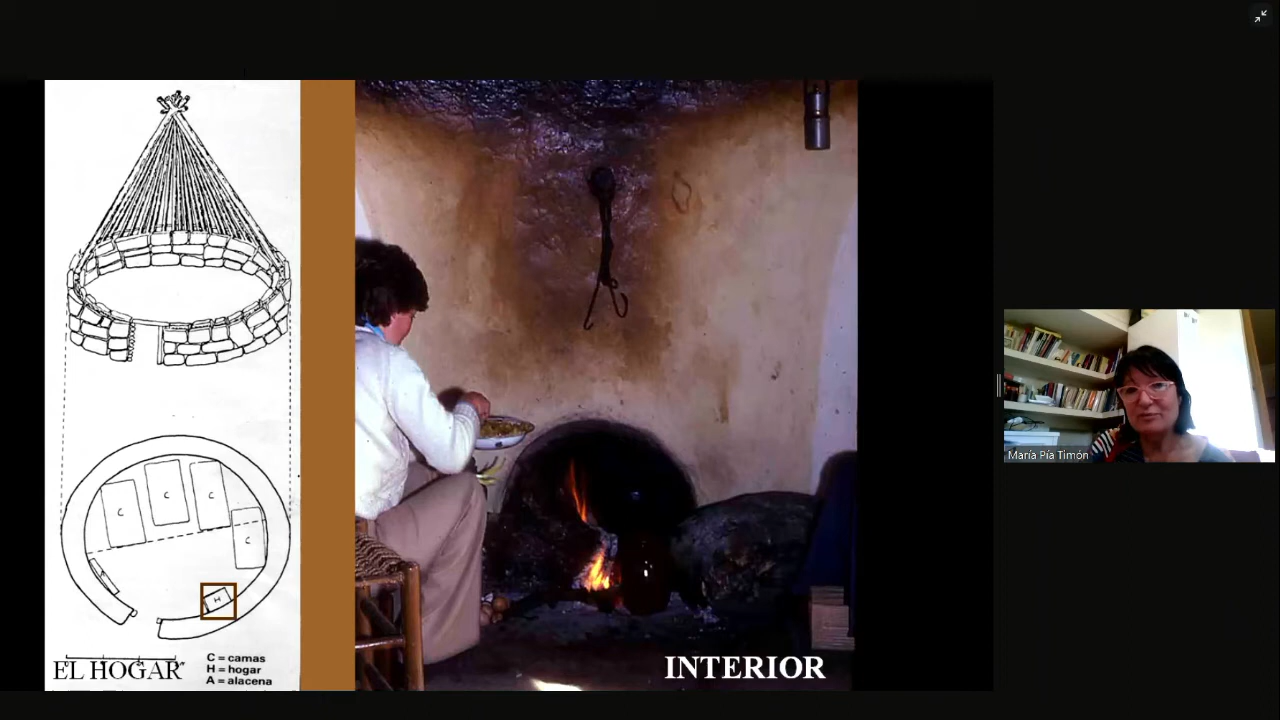 C
C
C
C
H
EL HOGAR
C = camas
H = hogar
A = alacena
INTERIOR
María Pía Timón